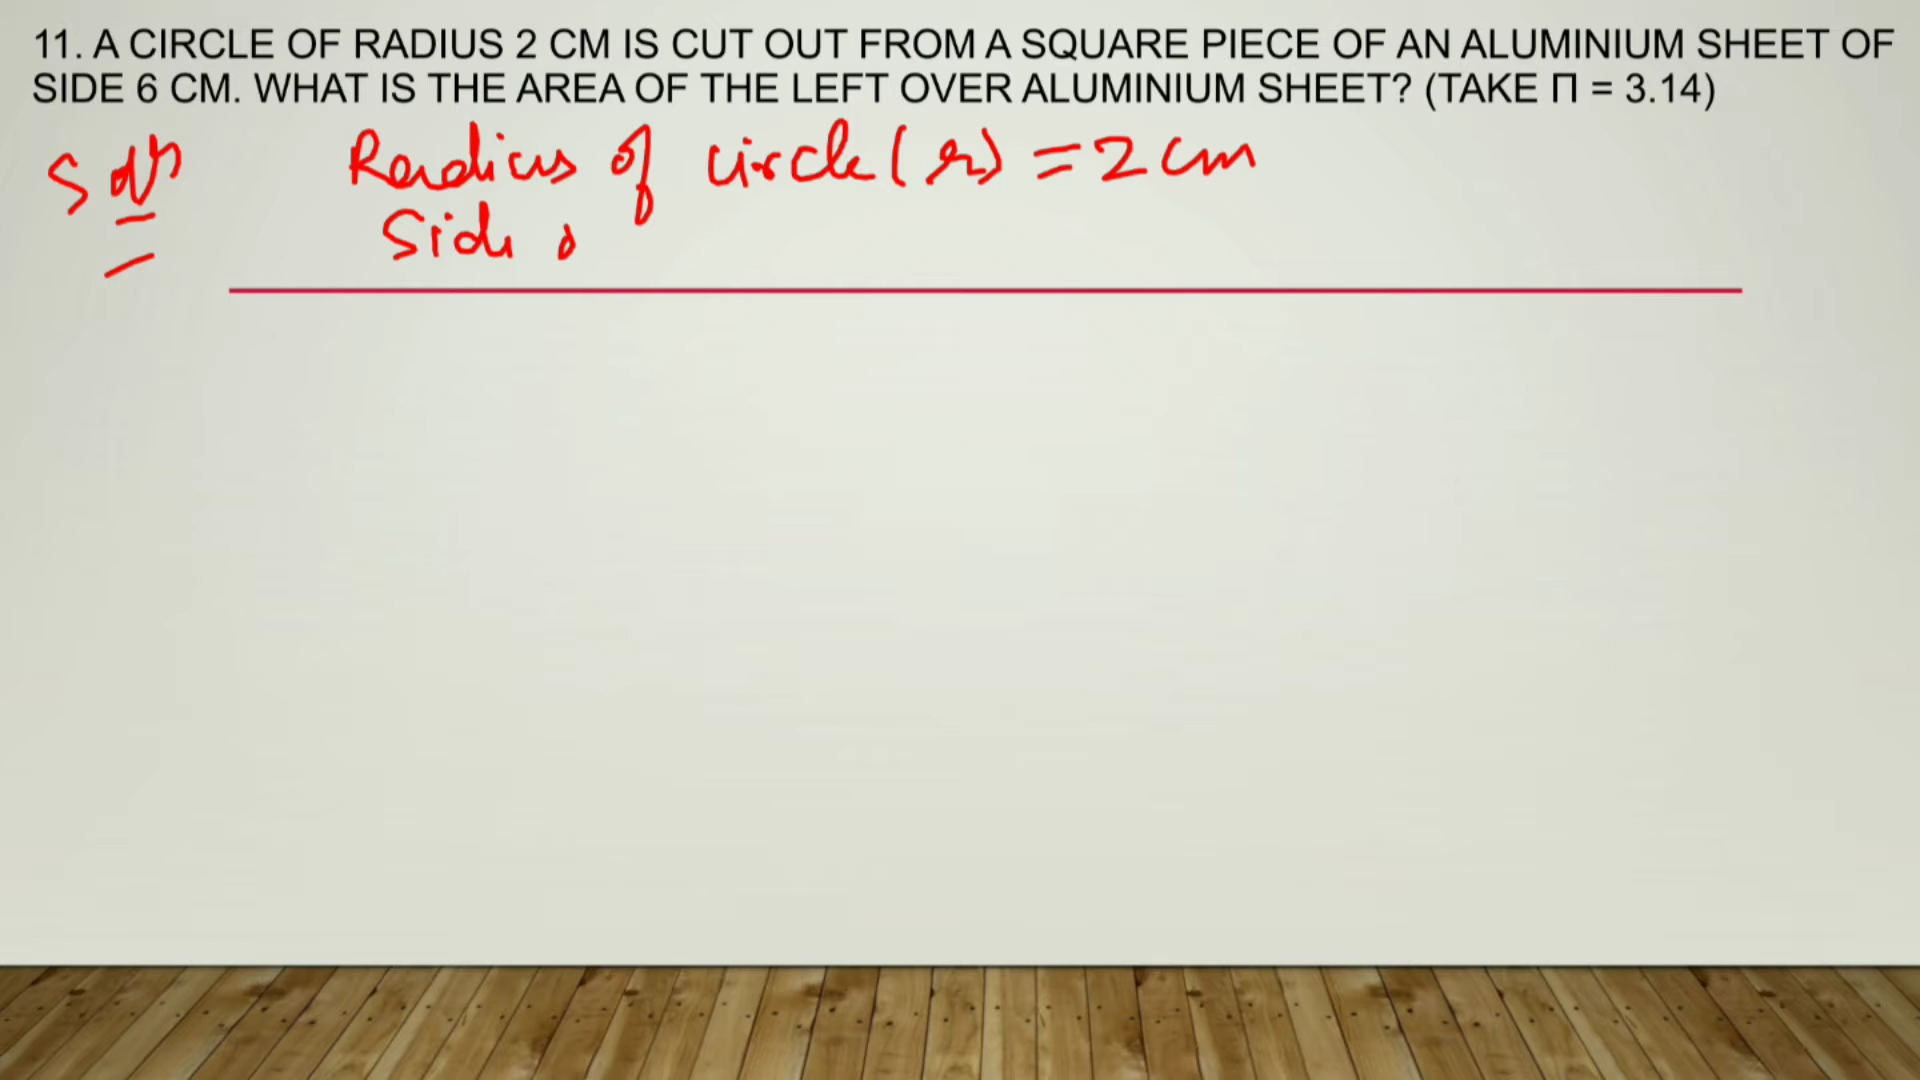 11. A CIRCLE OF RADIUS 2 CM IS CUT OUT FROM A SQUARE PIECE OF AN ALUMINIUM SHEET OF
SIDE 6 CM. WHAT IS THE AREA OF THE LEFT OVER ALUMINIUM SHEET? (TAKE Π = 3.14)
Soln Radius of circle (r) = 2 cm
Side o